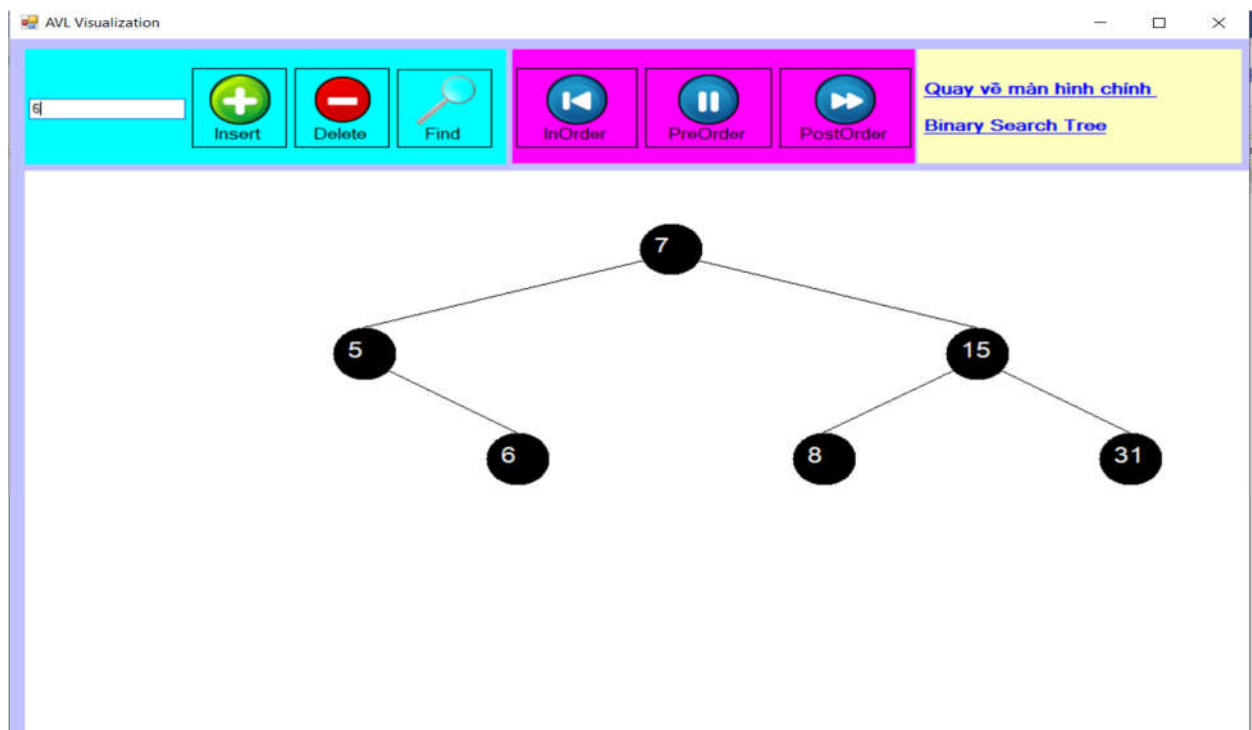 AVL Visualization
6
Insert
Delete
Find
InOrder
PreOrder
PostOrder
Quay về màn hình chính
Binary Search Tree
7
5
15
6
8
31